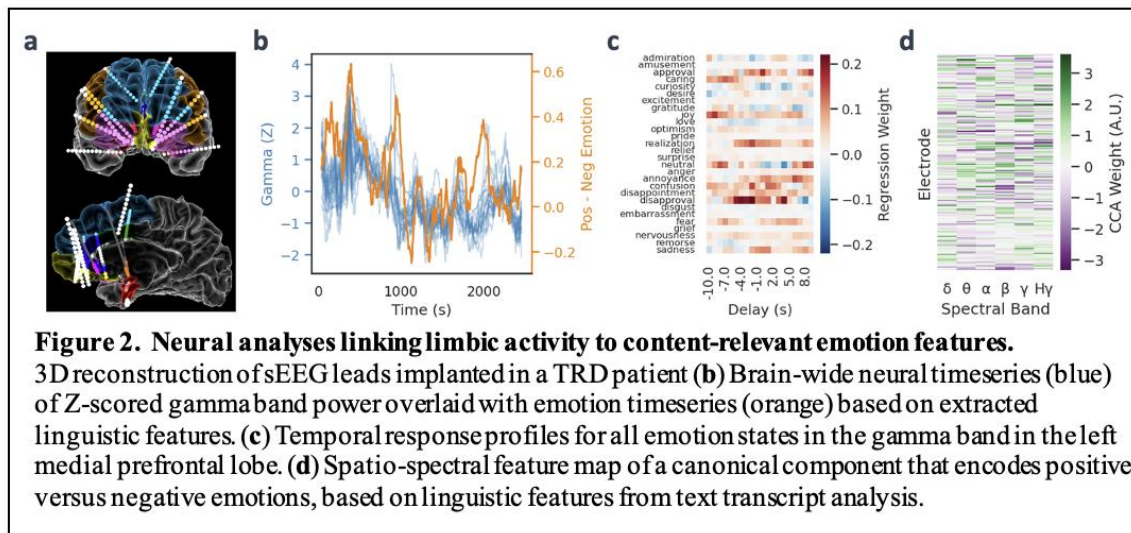 a
b
c
d
4
3
2
1
0
-1
-2
Gamma (Z)
0
1000
2000
Time (s)
0.6
0.4
0.2
0.0
-0.2
Pos - Neg Emotion
admiration
amusement
approval
caring
curiosity
desire
excitement
gratitude
joy
love
optimism
pride
realization
relief
surprise
neutral
anger
annoyance
confusion
disappointment
disapproval
disgust
embarrassment
fear
grief
nervousness
remorse
sadness
-10.0
-7.0
-4.0
-1.0
2.0
5.0
8.0
Delay (s)
0.2
0.1
0.0
-0.1
-0.2
Regression Weight
Electrode
δ θ α β γ Hγ
Spectral Band
3
2
1
0
-1
-2
-3
CCA Weight (A.U.)
Figure 2. Neural analyses linking limbic activity to content-relevant emotion features.
3D reconstruction of sEEG leads implanted in a TRD patient (b) Brain-wide neural timeseries (blue)
of Z-scored gamma band power overlaid with emotion timeseries (orange) based on extracted
linguistic features. (c) Temporal response profiles for all emotion states in the gamma band in the left
medial prefrontal lobe. (d) Spatio-spectral feature map of a canonical component that encodes positive
versus negative emotions, based on linguistic features from text transcript analysis.